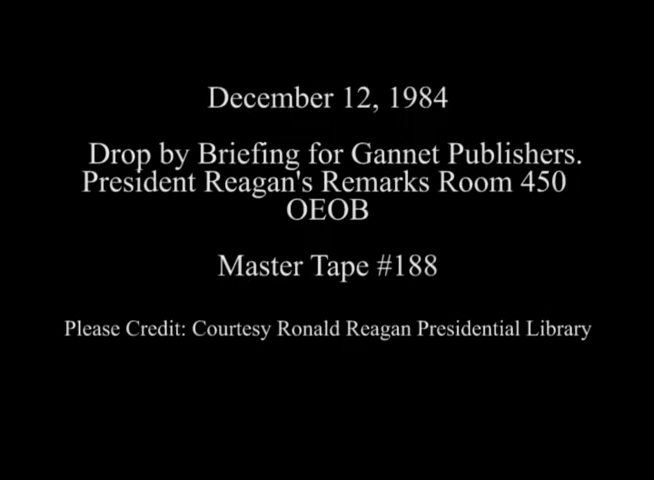 December 12, 1984
Drop by Briefing for Gannet Publishers.
President Reagan's Remarks Room 450
OEOB
Master Tape #188
Please Credit: Courtesy Ronald Reagan Presidential Library